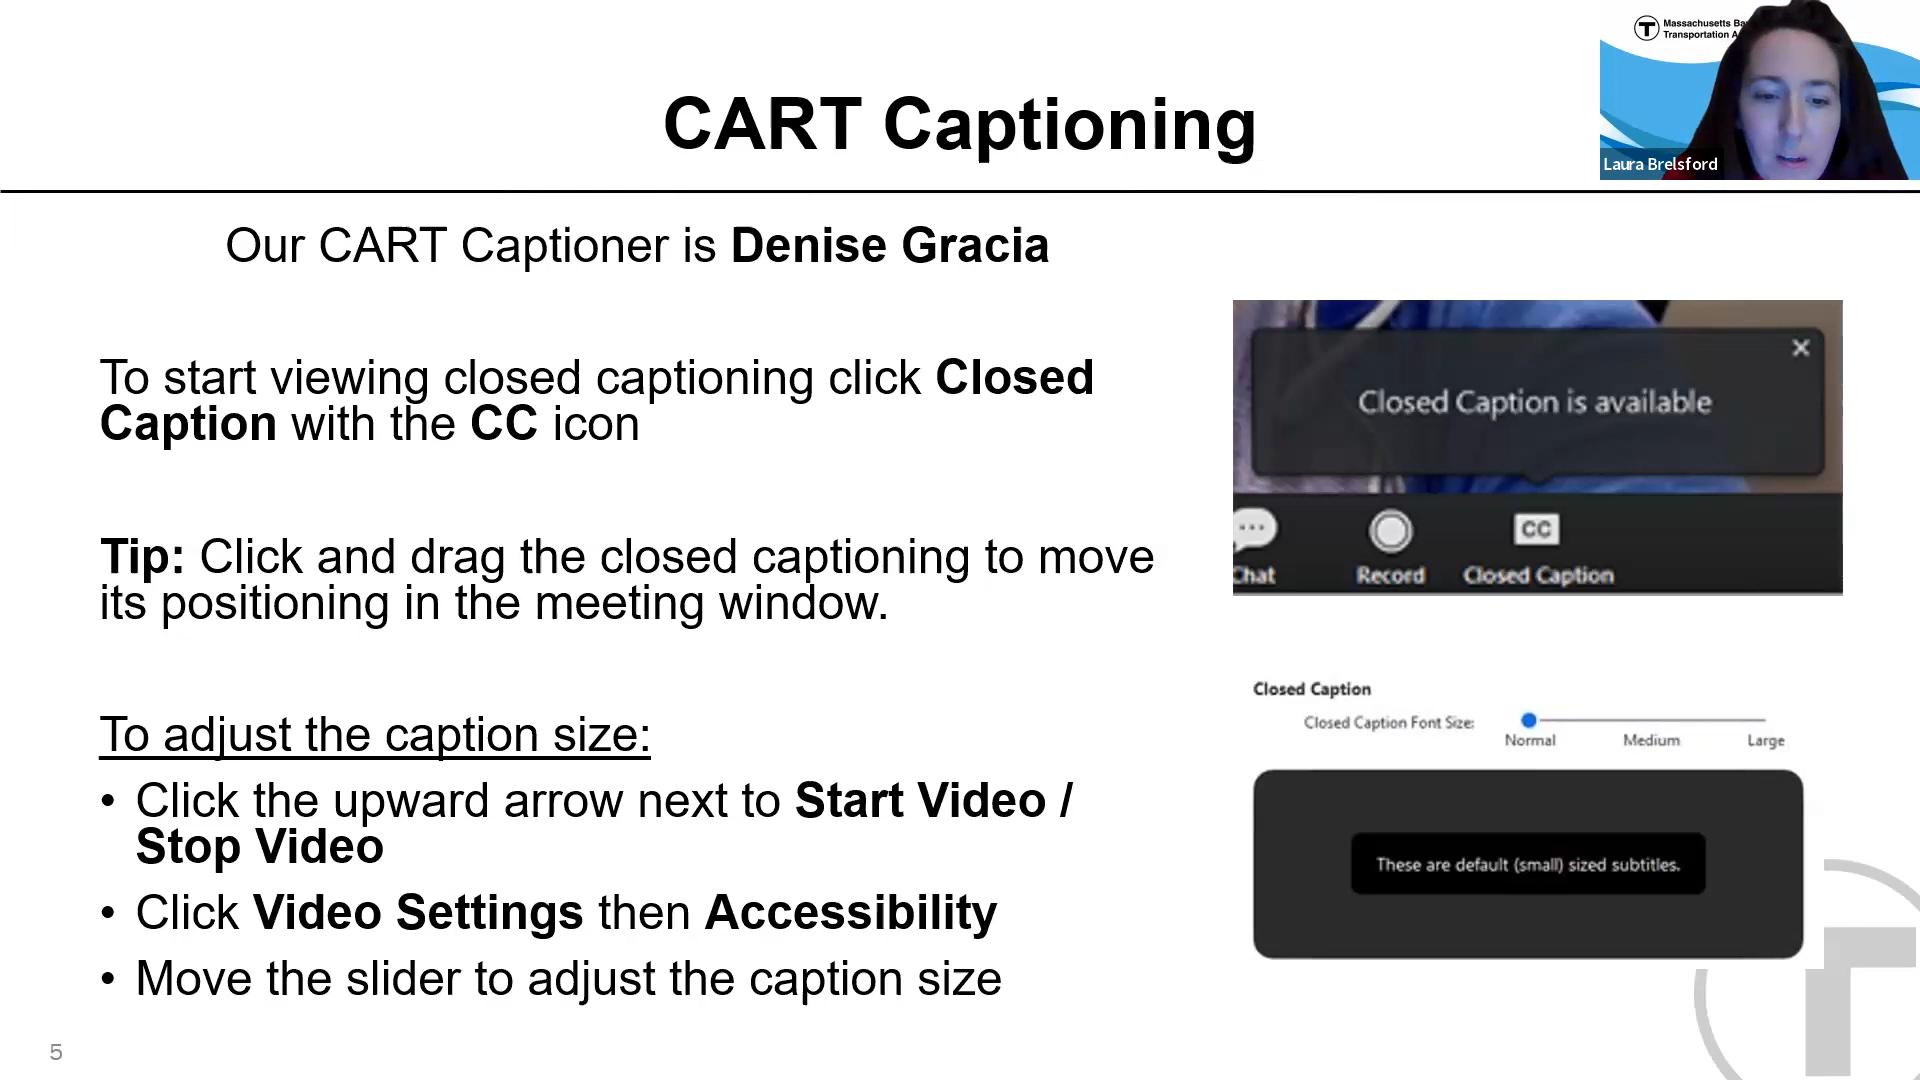 Massachusetts Ba
Transportation A
Laura Brelsford
CART Captioning
Our CART Captioner is Denise Gracia
To start viewing closed captioning click Closed
Caption with the CC icon
Tip: Click and drag the closed captioning to move
its positioning in the meeting window.
To adjust the caption size:
• Click the upward arrow next to Start Video /
Stop Video
• Click Video Settings then Accessibility
• Move the slider to adjust the caption size
Closed Caption is available
CC
Chat Record Closed Caption
Closed Caption
Closed Caption Font Size:
Normal Medium Large
These are default (small) sized subtitles.
5